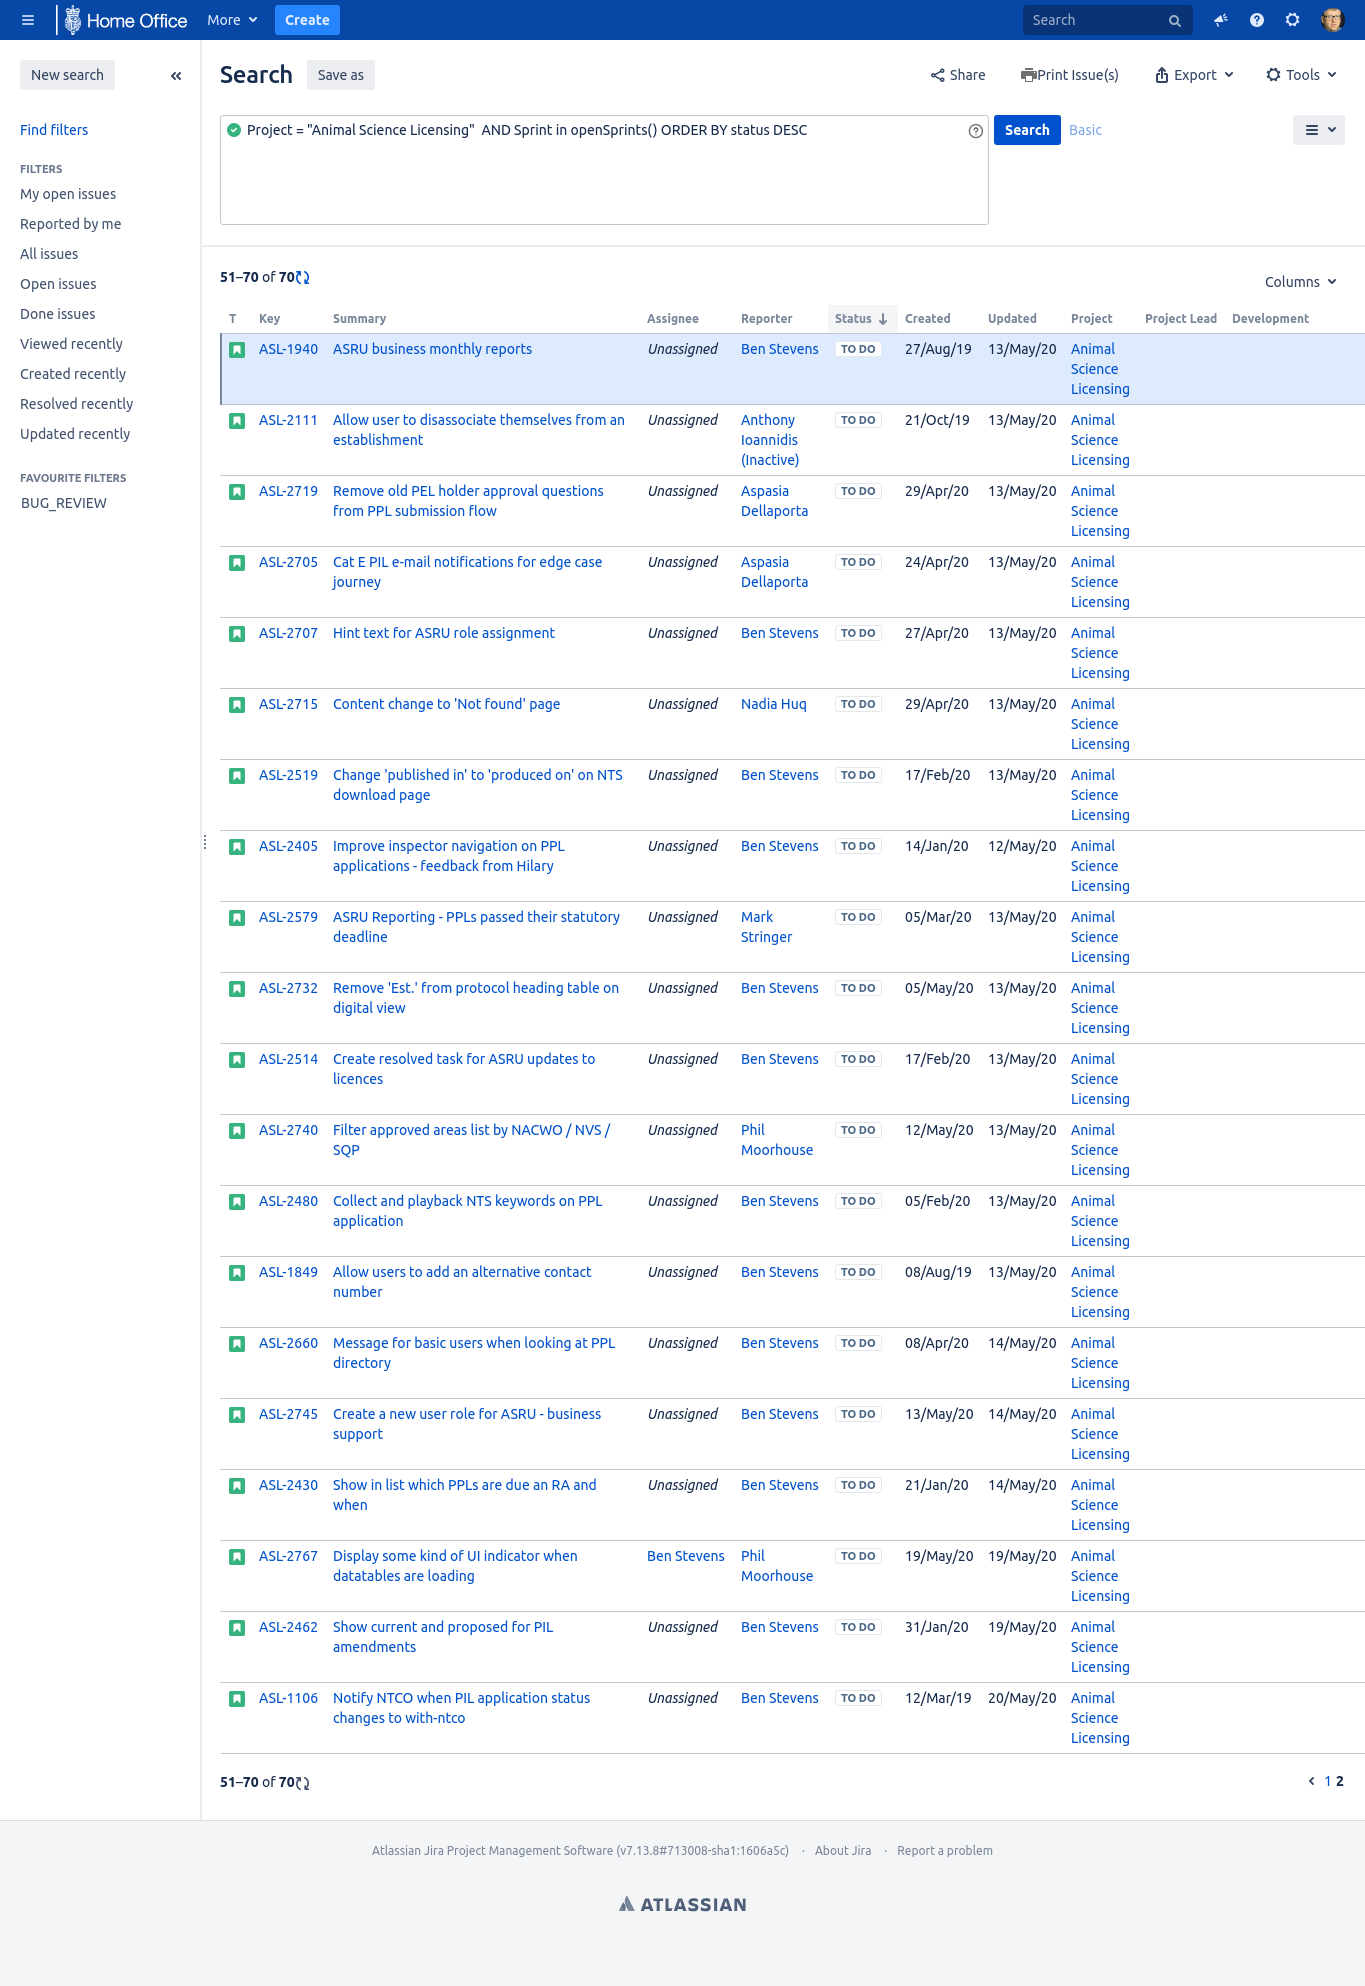 Home Office More Create Search
New search
Find filters
FILTERS
My open issues
Reported by me
All issues
Open issues
Done issues
Viewed recently
Created recently
Resolved recently
Updated recently
FAVOURITE FILTERS
BUG_REVIEW
Search Save as Share Print Issue(s) Export Tools
Project = "Animal Science Licensing"  AND Sprint in openSprints() ORDER BY status DESC Search Basic
51–70 of 70
Columns
T Key Summary Assignee Reporter Status Created Updated Project Project Lead Development
ASL-1940 ASRU business monthly reports Unassigned Ben Stevens TO DO 27/Aug/19 13/May/20 Animal
Science
Licensing
ASL-2111 Allow user to disassociate themselves from an Unassigned Anthony TO DO 21/Oct/19 13/May/20 Animal
establishment Ioannidis Science
(Inactive) Licensing
ASL-2719 Remove old PEL holder approval questions Unassigned Aspasia TO DO 29/Apr/20 13/May/20 Animal
from PPL submission flow Dellaporta Science
Licensing
ASL-2705 Cat E PIL e-mail notifications for edge case Unassigned Aspasia TO DO 24/Apr/20 13/May/20 Animal
journey Dellaporta Science
Licensing
ASL-2707 Hint text for ASRU role assignment Unassigned Ben Stevens TO DO 27/Apr/20 13/May/20 Animal
Science
Licensing
ASL-2715 Content change to 'Not found' page Unassigned Nadia Huq TO DO 29/Apr/20 13/May/20 Animal
Science
Licensing
ASL-2519 Change 'published in' to 'produced on' on NTS Unassigned Ben Stevens TO DO 17/Feb/20 13/May/20 Animal
download page Science
Licensing
ASL-2405 Improve inspector navigation on PPL Unassigned Ben Stevens TO DO 14/Jan/20 12/May/20 Animal
applications - feedback from Hilary Science
Licensing
ASL-2579 ASRU Reporting - PPLs passed their statutory Unassigned Mark TO DO 05/Mar/20 13/May/20 Animal
deadline Stringer Science
Licensing
ASL-2732 Remove 'Est.' from protocol heading table on Unassigned Ben Stevens TO DO 05/May/20 13/May/20 Animal
digital view Science
Licensing
ASL-2514 Create resolved task for ASRU updates to Unassigned Ben Stevens TO DO 17/Feb/20 13/May/20 Animal
licences Science
Licensing
ASL-2740 Filter approved areas list by NACWO / NVS / Unassigned Phil TO DO 12/May/20 13/May/20 Animal
SQP Moorhouse Science
Licensing
ASL-2480 Collect and playback NTS keywords on PPL Unassigned Ben Stevens TO DO 05/Feb/20 13/May/20 Animal
application Science
Licensing
ASL-1849 Allow users to add an alternative contact Unassigned Ben Stevens TO DO 08/Aug/19 13/May/20 Animal
number Science
Licensing
ASL-2660 Message for basic users when looking at PPL Unassigned Ben Stevens TO DO 08/Apr/20 14/May/20 Animal
directory Science
Licensing
ASL-2745 Create a new user role for ASRU - business Unassigned Ben Stevens TO DO 13/May/20 14/May/20 Animal
support Science
Licensing
ASL-2430 Show in list which PPLs are due an RA and Unassigned Ben Stevens TO DO 21/Jan/20 14/May/20 Animal
when Science
Licensing
ASL-2767 Display some kind of UI indicator when Ben Stevens Phil TO DO 19/May/20 19/May/20 Animal
datatables are loading Moorhouse Science
Licensing
ASL-2462 Show current and proposed for PIL Unassigned Ben Stevens TO DO 31/Jan/20 19/May/20 Animal
amendments Science
Licensing
ASL-1106 Notify NTCO when PIL application status Unassigned Ben Stevens TO DO 12/Mar/19 20/May/20 Animal
changes to with-ntco Science
Licensing
51–70 of 70 1 2
Atlassian Jira Project Management Software (v7.13.8#713008-sha1:1606a5c) · About Jira · Report a problem
ATLASSIAN